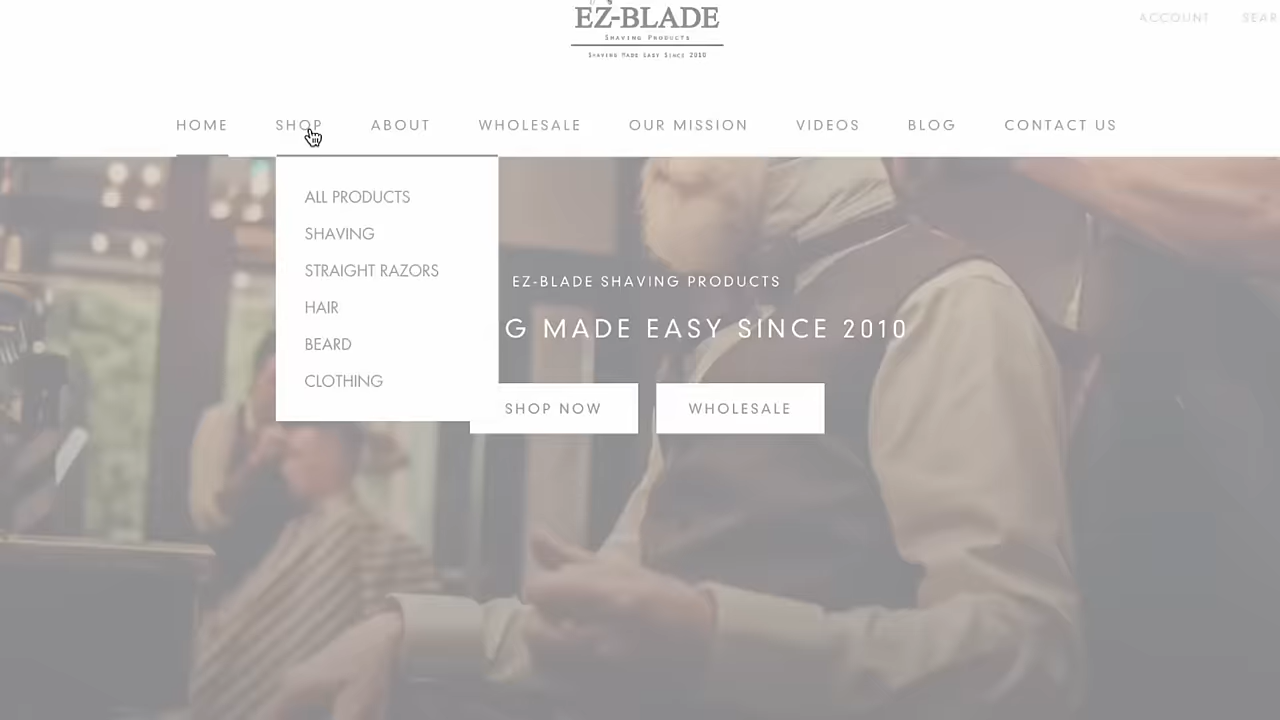 EZ-BLADE
Shaving Products
Shaving Made Easy Since 2010
ACCOUNT
HOME SHOP ABOUT WHOLESALE OUR MISSION VIDEOS BLOG CONTACT US
ALL PRODUCTS
SHAVING
STRAIGHT RAZORS
HAIR
BEARD
CLOTHING
EZ-BLADE SHAVING PRODUCTS
G MADE EASY SINCE 2010
SHOP NOW WHOLESALE